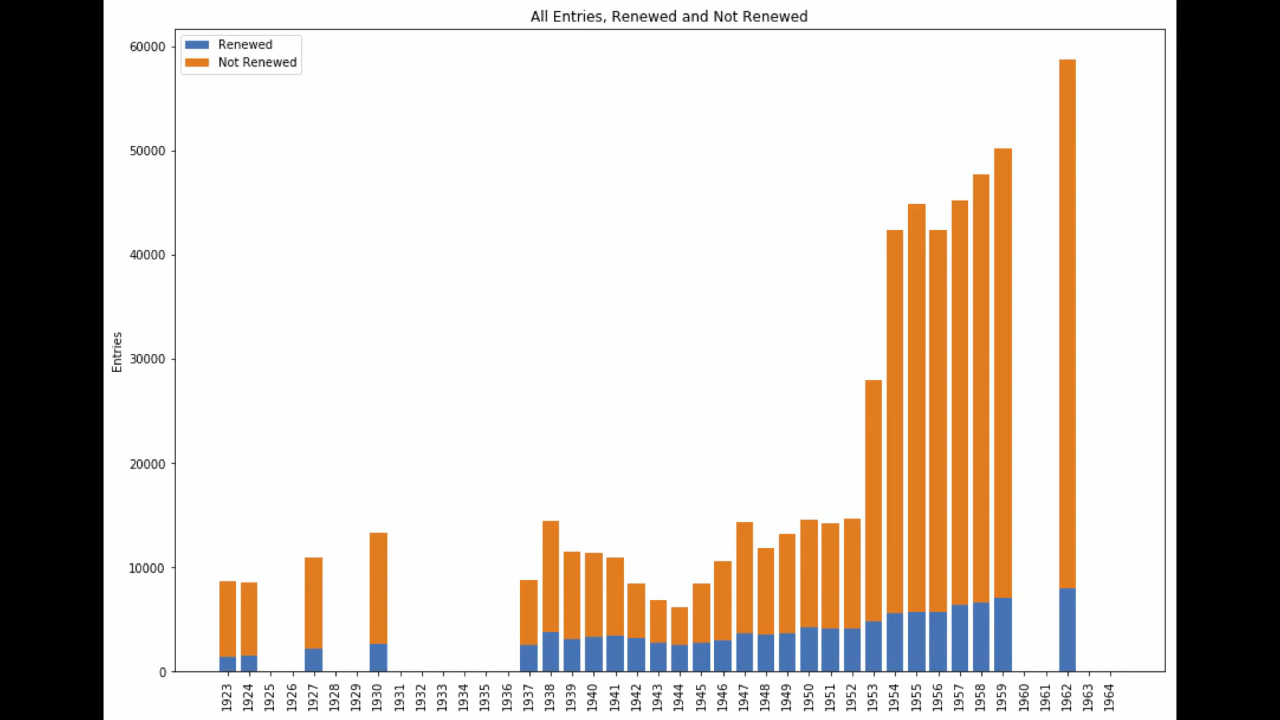 All Entries, Renewed and Not Renewed
Renewed
Not Renewed
60000
50000
40000
30000
20000
10000
0
Entries
1923 1924 1925 1926 1927 1928 1929 1930 1931 1932 1933 1934 1935 1936 1937 1938 1939 1940 1941 1942 1943 1944 1945 1946 1947 1948 1949 1950 1951 1952 1953 1954 1955 1956 1957 1958 1959 1960 1961 1962 1963 1964